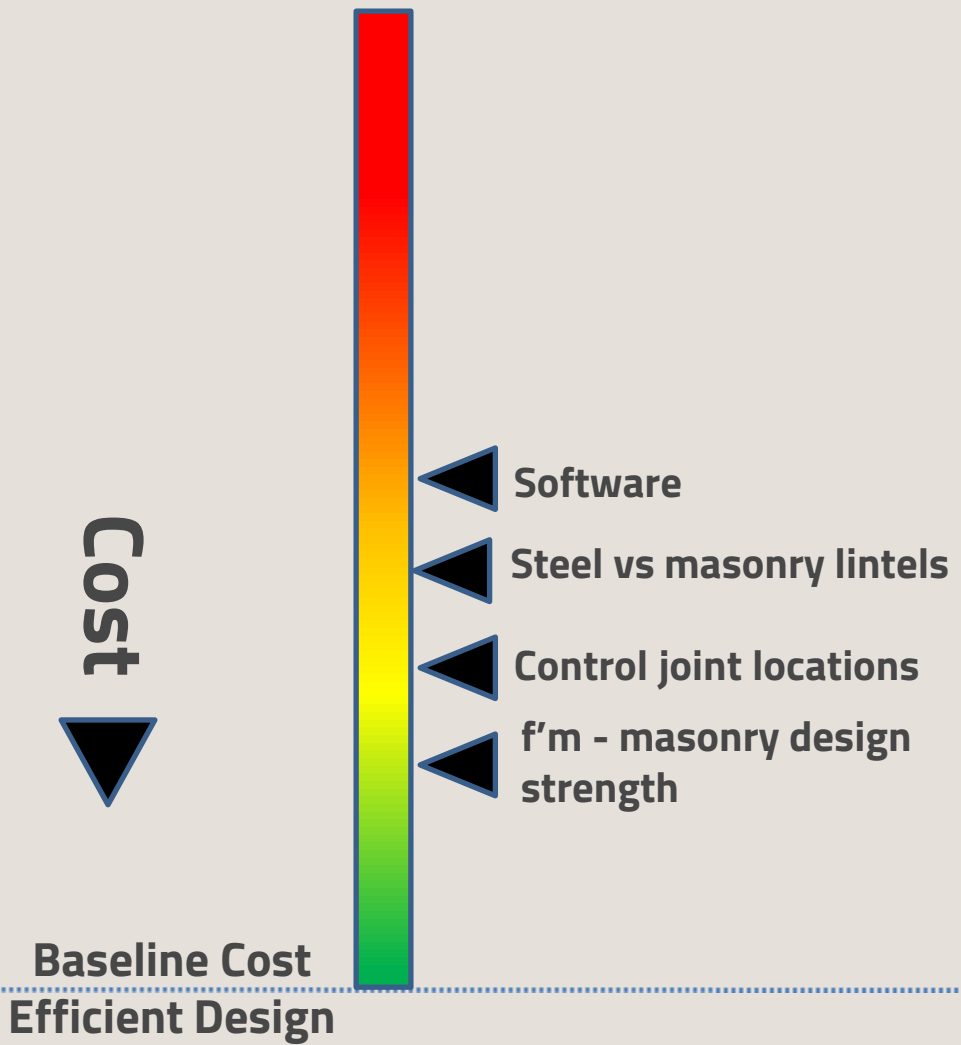 Software
Steel vs masonry lintels
Control joint locations
f’m - masonry design
strength
Cost
Baseline Cost
Efficient Design